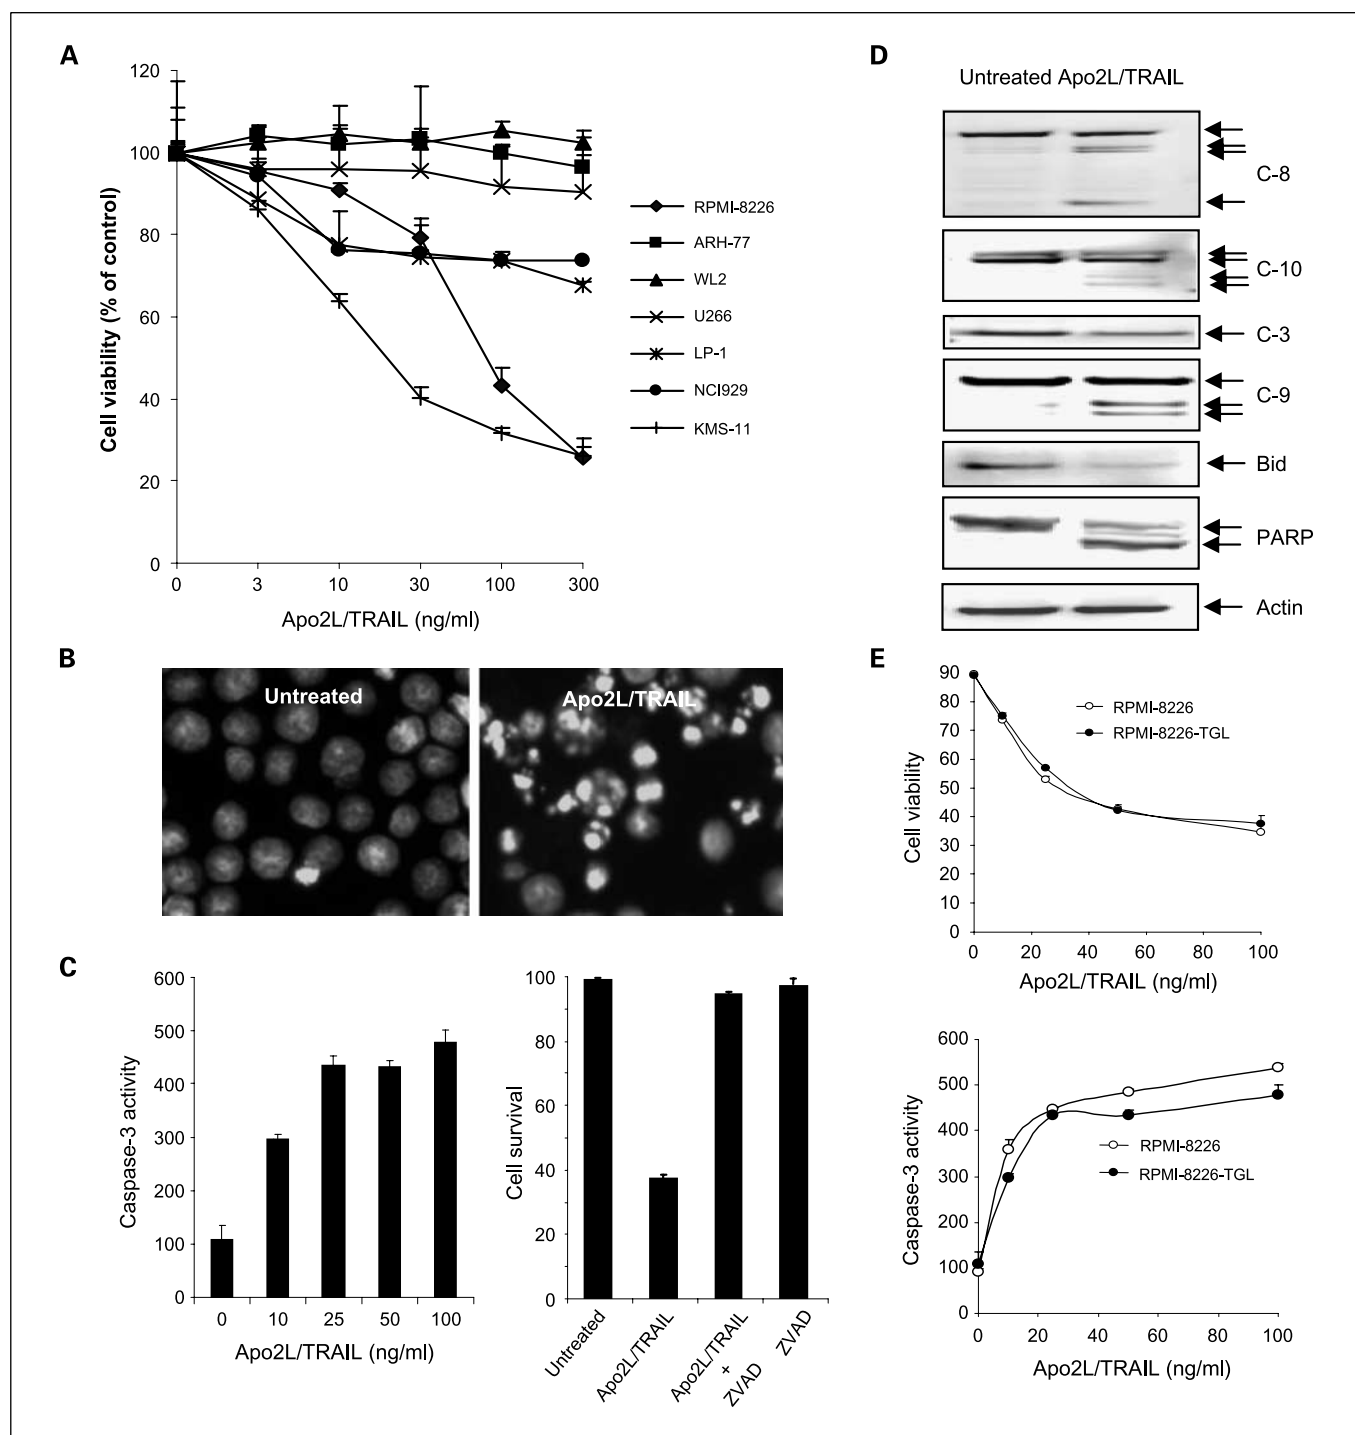 A
120
100
80
60
40
20
0
Cell viability (% of control)
0 3 10 30 100 300
Apo2L/TRAIL (ng/ml)
RPMI-8226
ARH-77
WL2
U266
LP-1
NCI929
KMS-11
D
Untreated Apo2L/TRAIL
C-8
C-10
C-3
C-9
Bid
PARP
Actin
B
Untreated
Apo2L/TRAIL
C
600
500
400
300
200
100
0
Caspase-3 activity
0 10 25 50 100
Apo2L/TRAIL (ng/ml)
100
80
60
40
20
0
Cell survival
Untreated
Apo2L/TRAIL
Apo2L/TRAIL
+
ZVAD
ZVAD
E
90
80
70
60
50
40
30
20
10
0
Cell viability
RPMI-8226
RPMI-8226-TGL
0 20 40 60 80 100
Apo2L/TRAIL (ng/ml)
600
500
400
300
200
100
0
Caspase-3 activity
RPMI-8226
RPMI-8226-TGL
0 20 40 60 80 100
Apo2L/TRAIL (ng/ml)